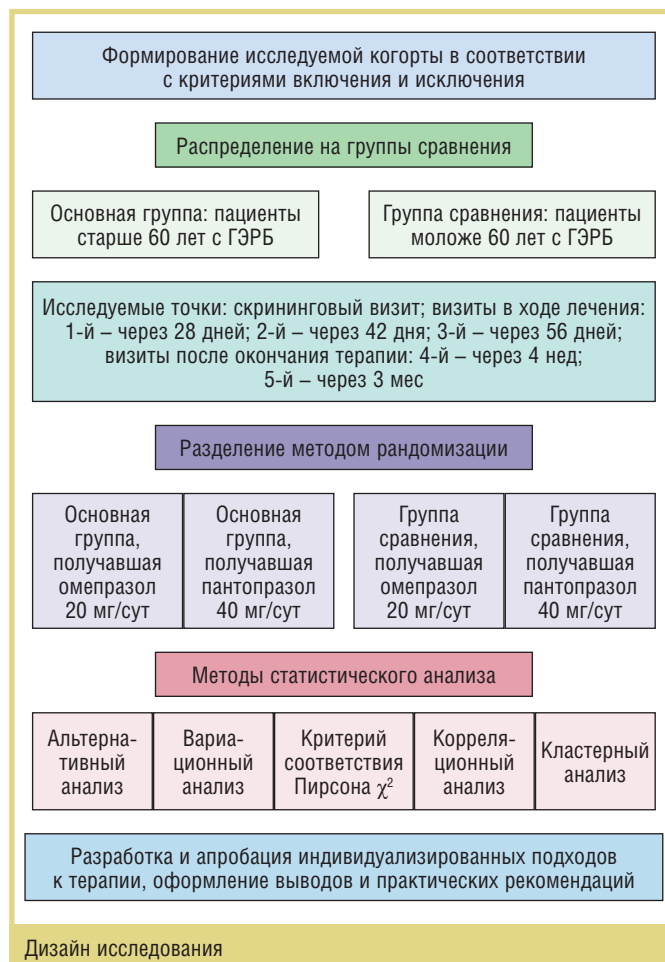 Формирование исследуемой когорты в соответствии
с критериями включения и исключения
Распределение на группы сравнения
Основная группа: пациенты
старше 60 лет с ГЭРБ
Группа сравнения: пациенты
моложе 60 лет с ГЭРБ
Исследуемые точки: скрининговый визит; визиты в ходе лечения:
1-й – через 28 дней; 2-й – через 42 дня; 3-й – через 56 дней;
визиты после окончания терапии: 4-й – через 4 нед;
5-й – через 3 мес
Разделение методом рандомизации
Основная
группа,
получавшая
омепразол
20 мг/сут
Основная
группа,
получавшая
пантопразол
40 мг/сут
Группа
сравнения,
получавшая
омепразол
20 мг/сут
Группа
сравнения,
получавшая
пантопразол
40 мг/сут
Методы статистического анализа
Альтерна-
тивный
анализ
Вариа-
ционный
анализ
Критерий
соответствия
Пирсона χ²
Корреля-
ционный
анализ
Кластерный
анализ
Разработка и апробация индивидуализированных подходов
к терапии, оформление выводов и практических рекомендаций
Дизайн исследования